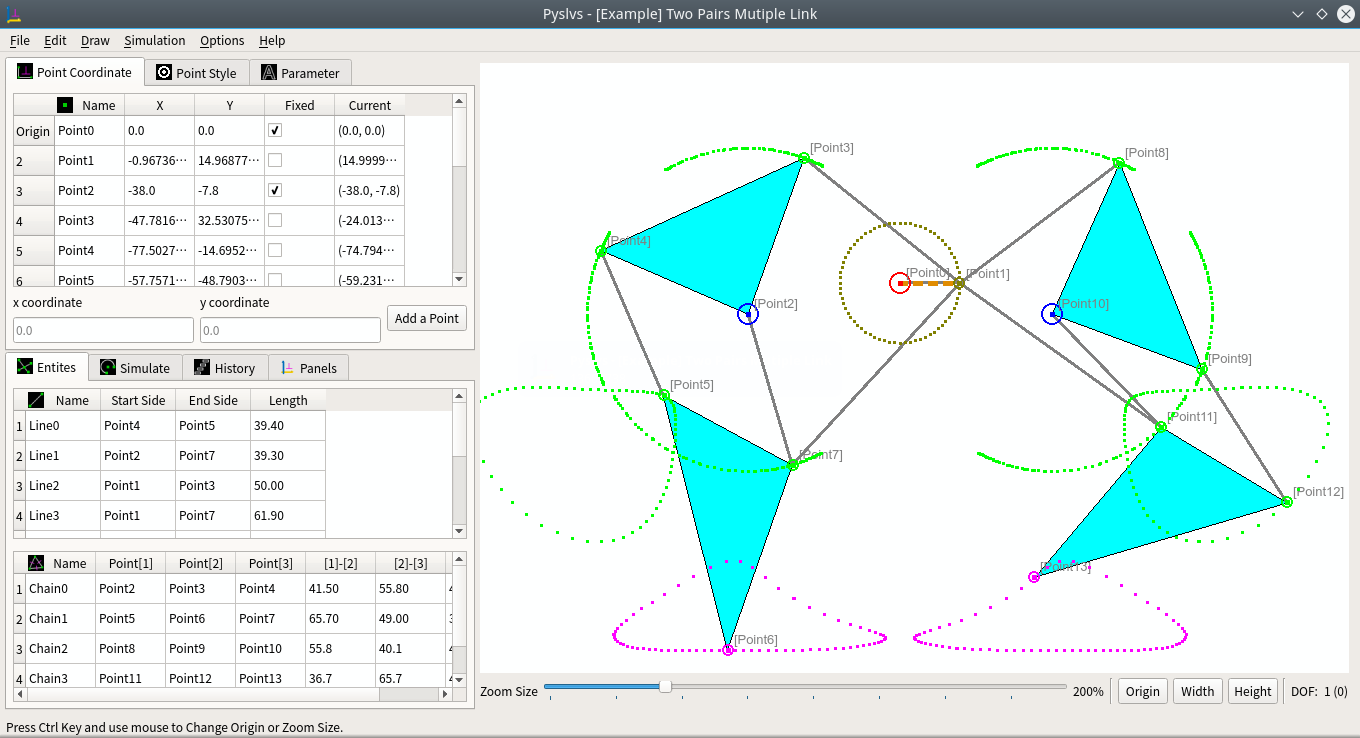 Pyslvs - [Example] Two Pairs Mutiple Link
File Edit Draw Simulation Options Help
Point Coordinate Point Style Parameter
Name X Y Fixed Current
Origin Point0 0.0 0.0 (0.0, 0.0)
2 Point1 -0.96736··· 14.96877··· (14.9999···
3 Point2 -38.0 -7.8 (-38.0, -7.8)
4 Point3 -47.7816··· 32.53075··· (-24.013···
5 Point4 -77.5027··· -14.6952··· (-74.794···
6 Point5 -57.7571··· -48.7903··· (-59.231···
x coordinate y coordinate
0.0 0.0 Add a Point
Entites Simulate History Panels
Name Start Side End Side Length
1 Line0 Point4 Point5 39.40
2 Line1 Point2 Point7 39.30
3 Line2 Point1 Point3 50.00
4 Line3 Point1 Point7 61.90
Name Point[1] Point[2] Point[3] [1]-[2] [2]-[3]
1 Chain0 Point2 Point3 Point4 41.50 55.80
2 Chain1 Point5 Point6 Point7 65.70 49.00
3 Chain2 Point8 Point9 Point10 55.8 40.1
4 Chain3 Point11 Point12 Point13 36.7 65.7
[Point3]
[Point8]
[Point4]
[Point0]
[Point1]
[Point2]
[Point10]
[Point9]
[Point5]
[Point11]
[Point7]
[Point12]
[Point13]
[Point6]
Zoom Size 200% Origin Width Height DOF: 1 (0)
Press Ctrl Key and use mouse to Change Origin or Zoom Size.